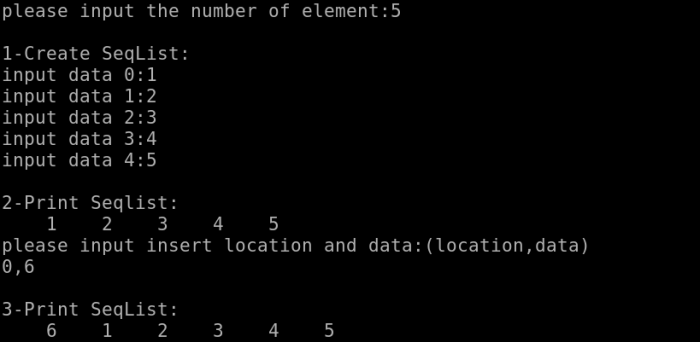 please input the number of element:5
1-Create SeqList:
input data 0:1
input data 1:2
input data 2:3
input data 3:4
input data 4:5
2-Print Seqlist:
1 2 3 4 5
please input insert location and data:(location,data)
0,6
3-Print SeqList:
6 1 2 3 4 5